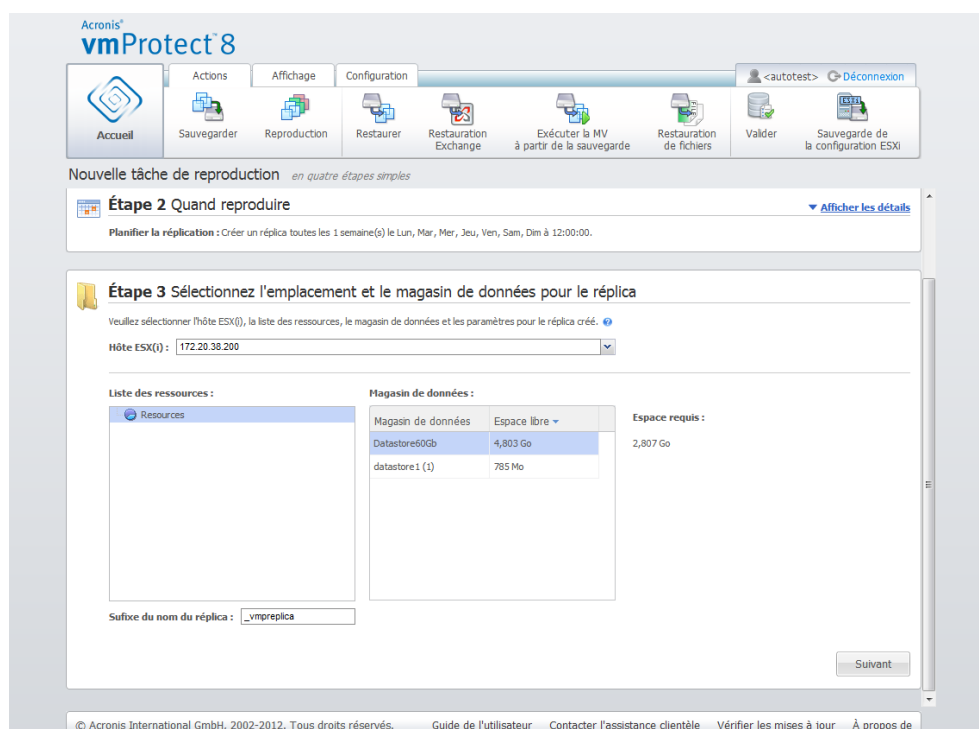 Acronis®
vmProtect™8
Actions
Affichage
Configuration
<autotest>
Déconnexion
Accueil
Sauvegarder
Reproduction
Restaurer
Restauration
Exchange
Exécuter la MV
à partir de la sauvegarde
Restauration
de fichiers
Valider
Sauvegarde de
la configuration ESXi
Nouvelle tâche de reproduction en quatre étapes simples
Étape 2 Quand reproduire
Afficher les détails
Planifier la réplication : Créer un réplica toutes les 1 semaine(s) le Lun, Mar, Mer, Jeu, Ven, Sam, Dim à 12:00:00.
Étape 3 Sélectionnez l'emplacement et le magasin de données pour le réplica
Veuillez sélectionner l'hôte ESX(i), la liste des ressources, le magasin de données et les paramètres pour le réplica créé.
Hôte ESX(i) : 172.20.38.200
Liste des ressources :
Resources
Magasin de données :
Magasin de données Espace libre
Datastore60Gb 4,803 Go
datastore1 (1) 785 Mo
Espace requis :
2,807 Go
Sufixe du nom du réplica : _vmpreplica
Suivant
© Acronis International GmbH, 2002-2012. Tous droits réservés.
Guide de l'utilisateur
Contacter l'assistance clientèle
Vérifier les mises à jour
À propos de